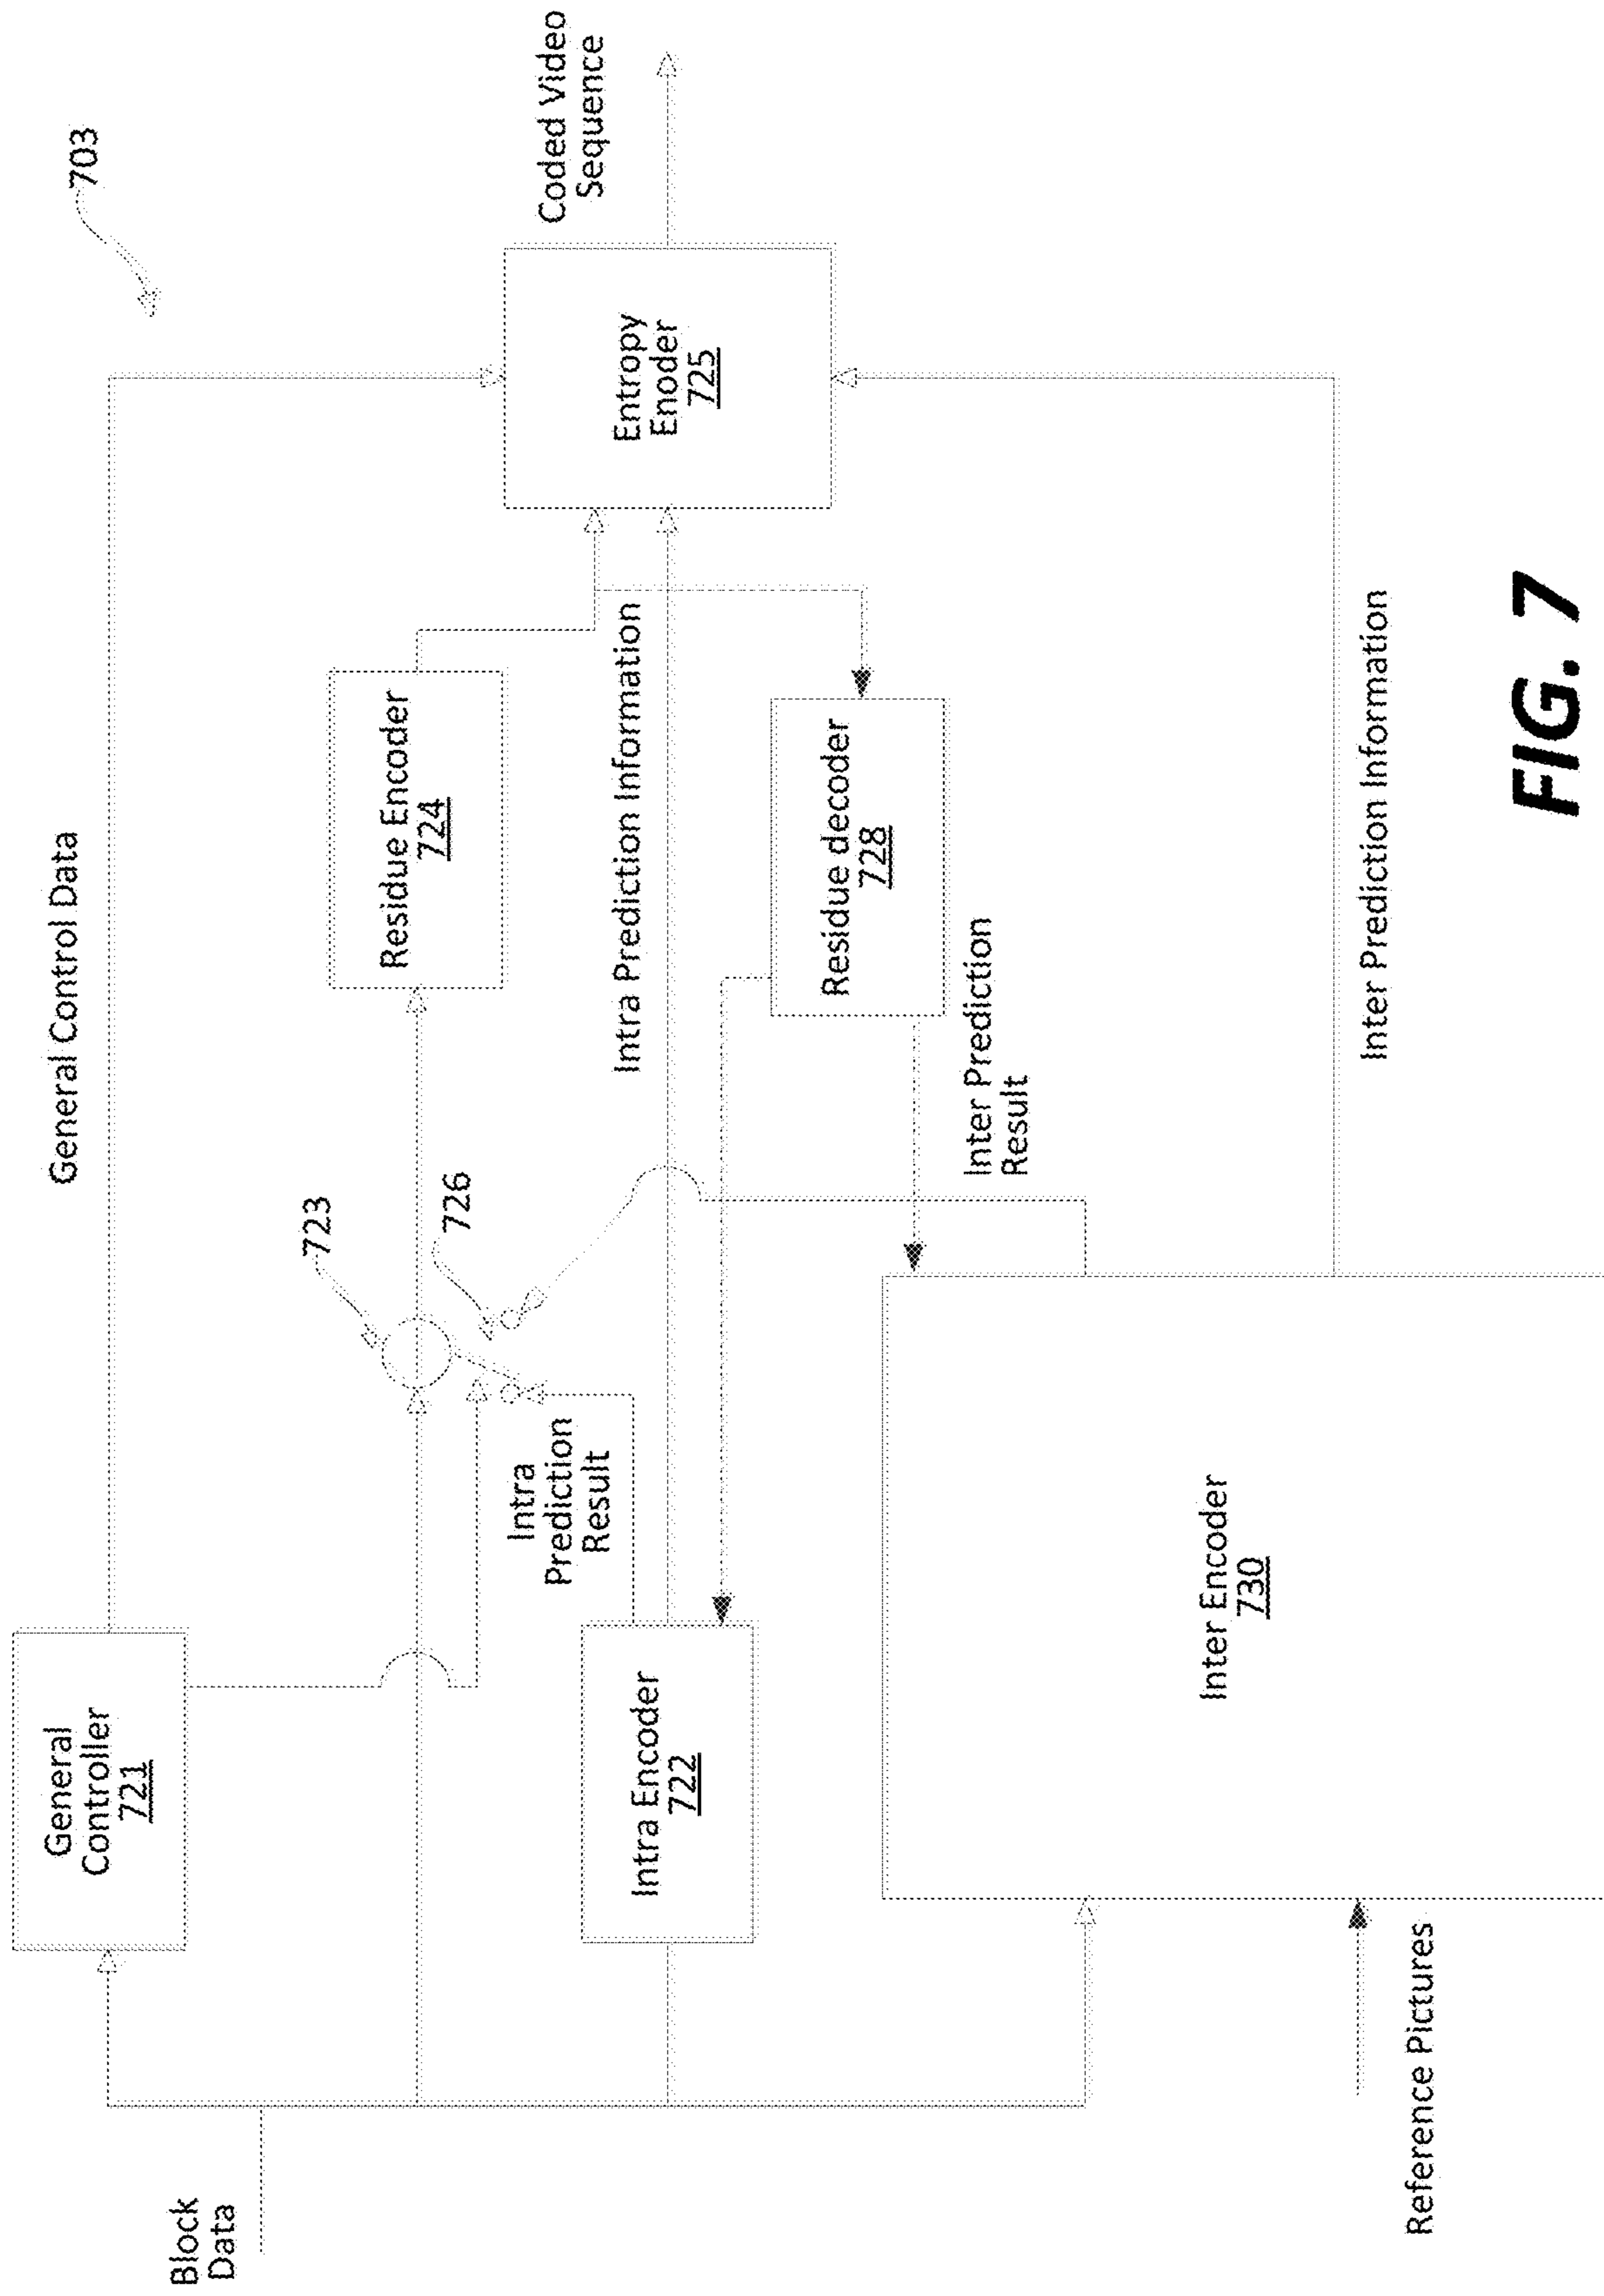 703
General Control Data
Coded Video
Sequence
General
Controller
721
723
726
Residue Encoder
724
Entropy
Enoder
725
Block
Data
Intra
Prediction
Result
Intra Prediction Information
Intra Encoder
722
Residue decoder
728
Inter Prediction
Result
Inter Encoder
730
Inter Prediction Information
Reference Pictures
FIG. 7